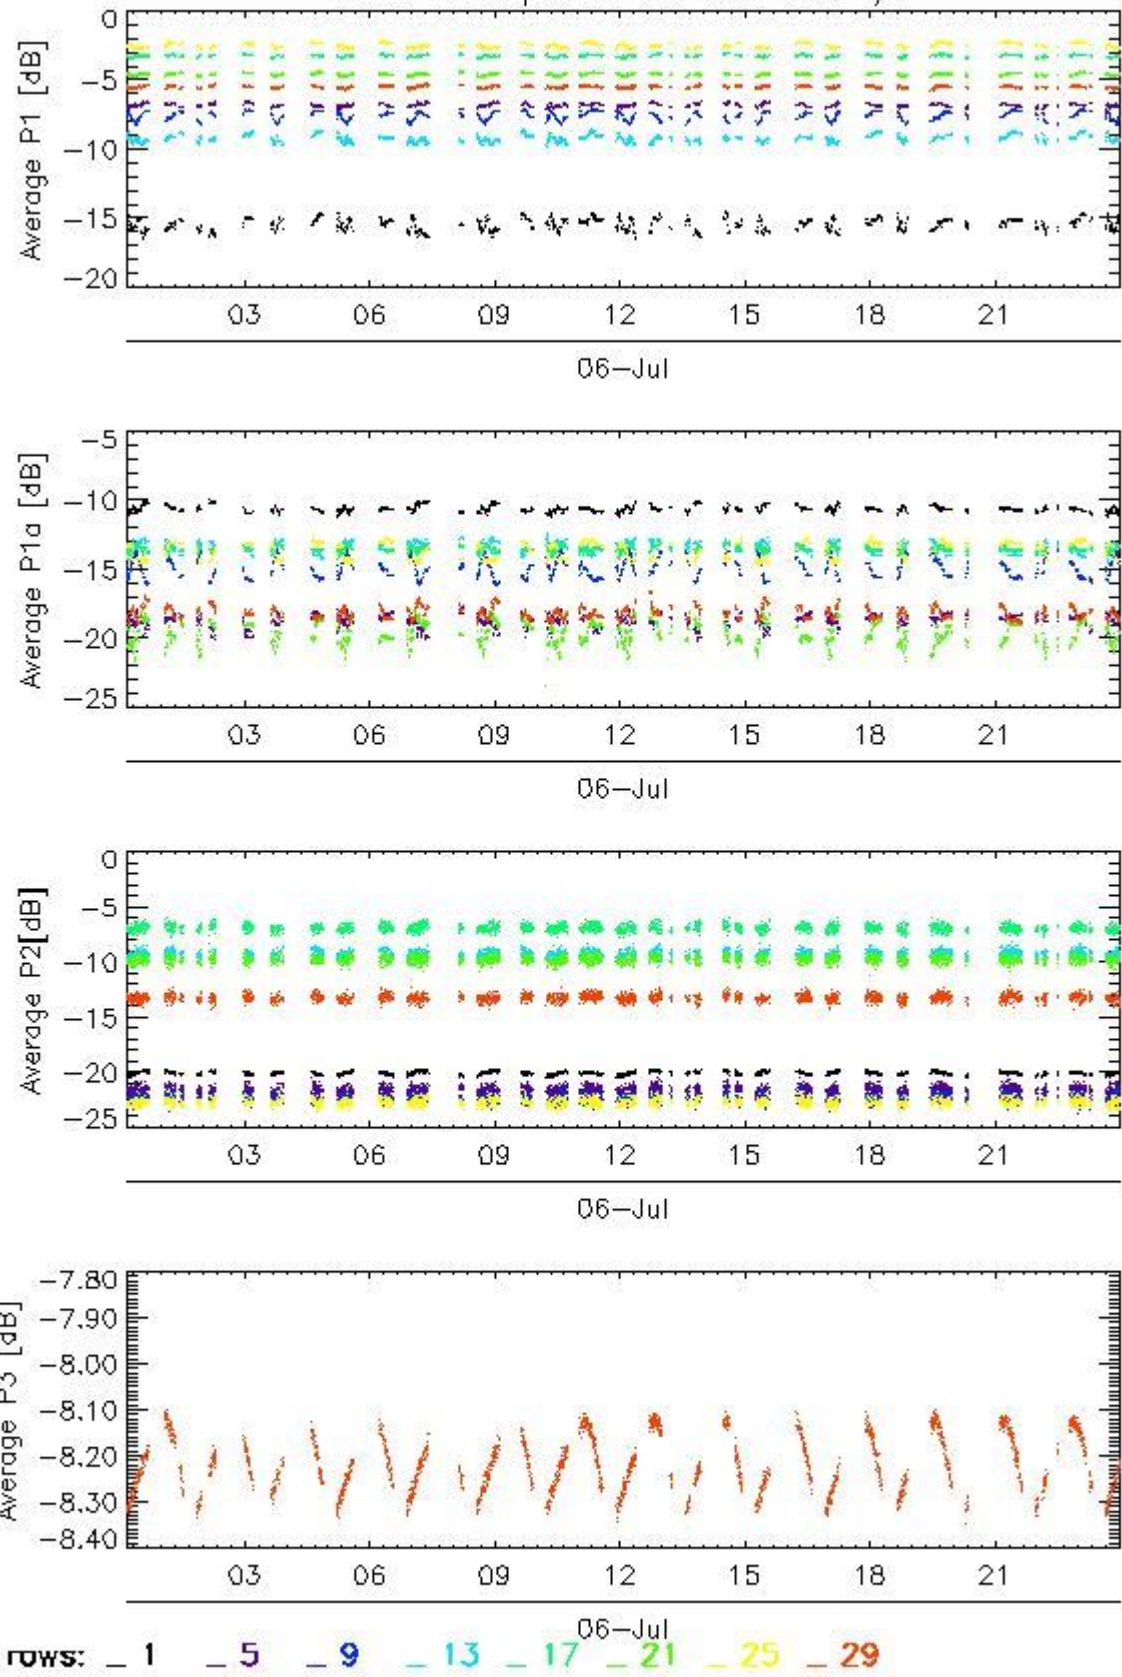 Average P1 [dB]
0
-5
-10
-15
-20
03 06 09 12 15 18 21
06-Jul
Average P1a [dB]
-5
-10
-15
-20
-25
03 06 09 12 15 18 21
06-Jul
Average P2[dB]
0
-5
-10
-15
-20
-25
03 06 09 12 15 18 21
06-Jul
Average P3 [dB]
-7.80
-7.90
-8.00
-8.10
-8.20
-8.30
-8.40
03 06 09 12 15 18 21
06-Jul
rows: _ 1 _ 5 _ 9 _ 13 _ 17 _ 21 _ 25 _ 29